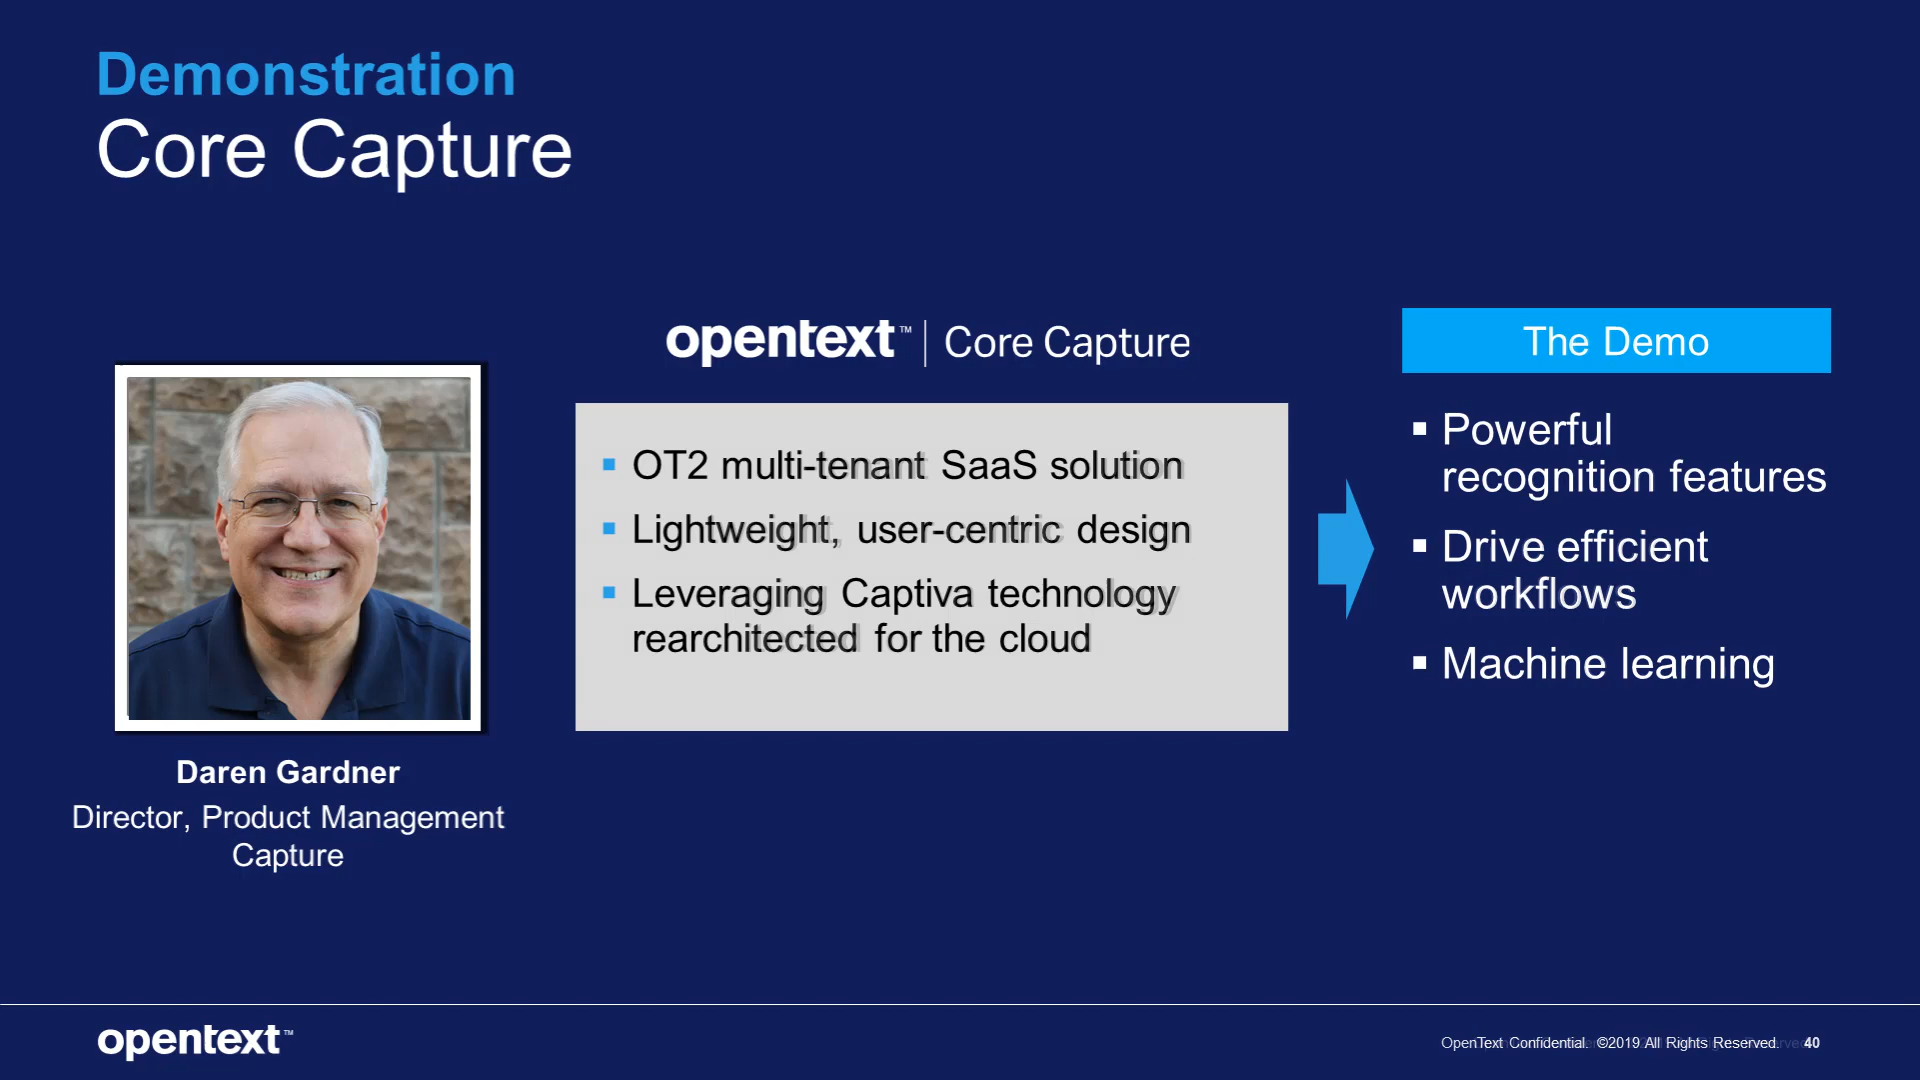 Demonstration
Core Capture
opentext™ | Core Capture
OT2 multi-tenant SaaS solution
Lightweight, user-centric design
Leveraging Captiva technology
rearchitected for the cloud
The Demo
Powerful
recognition features
Drive efficient
workflows
Machine learning
Daren Gardner
Director, Product Management
Capture
opentext™
OpenText Confidential. ©2019 All Rights Reserved. 40